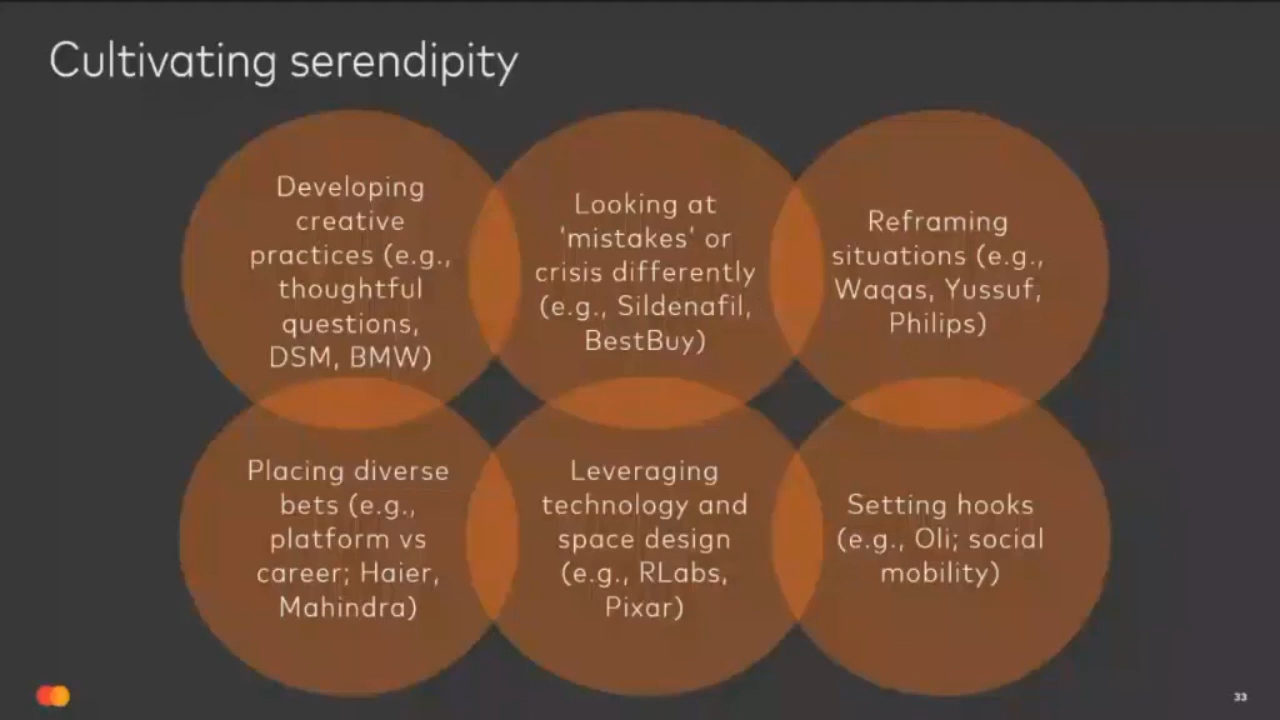 Cultivating serendipity
Developing
creative
practices (e.g.,
thoughtful
questions,
DSM, BMW)
Looking at
'mistakes' or
crisis differently
(e.g., Sildenafil,
BestBuy)
Reframing
situations (e.g.,
Waqas, Yussuf,
Philips)
Placing diverse
bets (e.g.,
platform vs
career; Haier,
Mahindra)
Leveraging
technology and
space design
(e.g., RLabs,
Pixar)
Setting hooks
(e.g., Oli; social
mobility)
33